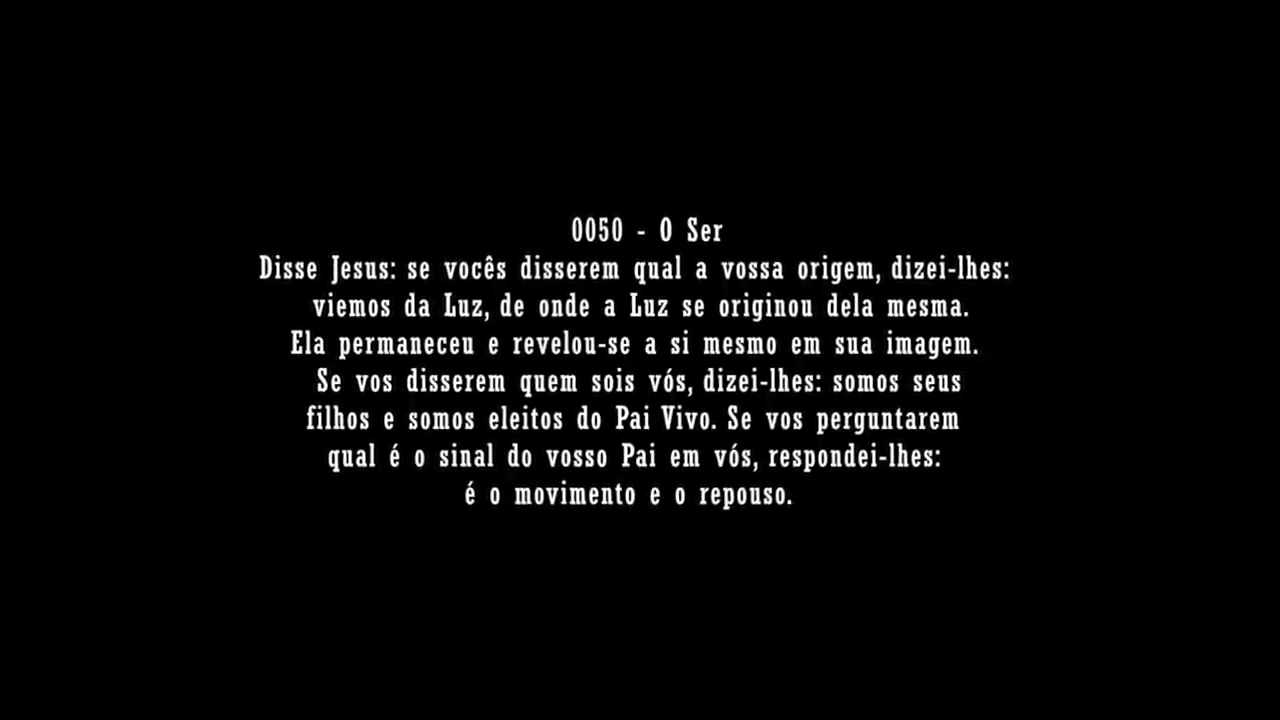 0050 - O Ser
Disse Jesus: se vocês disserem qual a vossa origem, dizei-lhes:
viemos da Luz, de onde a Luz se originou dela mesma.
Ela permaneceu e revelou-se a si mesmo em sua imagem.
Se vos disserem quem sois vós, dizei-lhes: somos seus
filhos e somos eleitos do Pai Vivo. Se vos perguntarem
qual é o sinal do vosso Pai em vós, respondei-lhes:
é o movimento e o repouso.